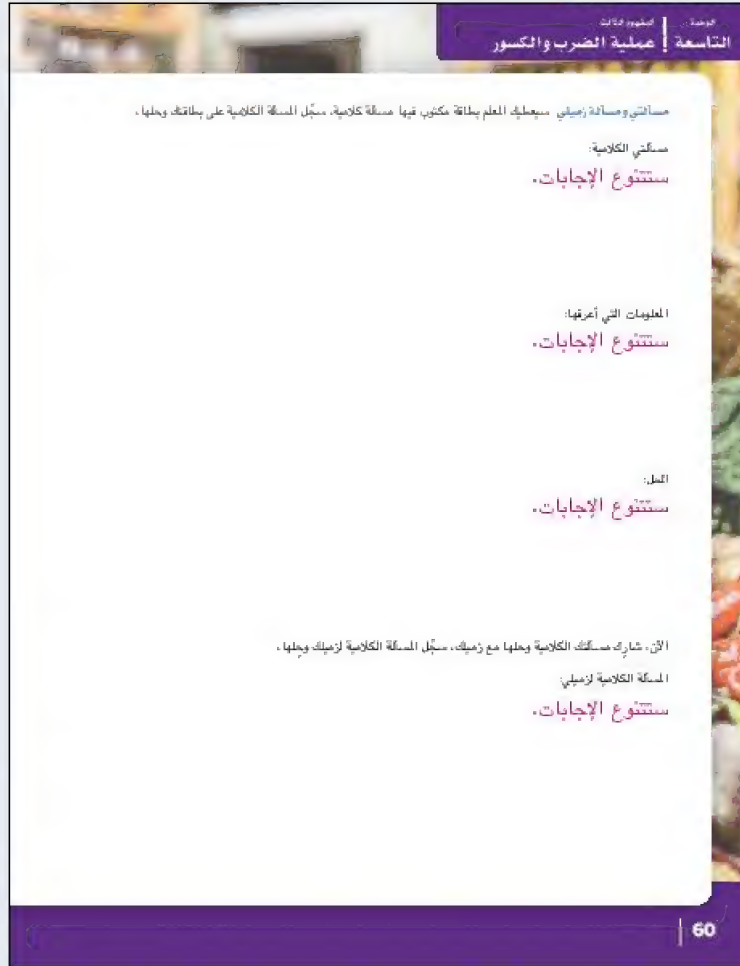 الوحدة
المفهوم الثالث
التاسعة
عملية الضرب والكسور
مسألتي ومسألة زميلي سيعطيك المعلم بطاقة مكتوب فيها مسألة كلامية. سجِّل المسألة الكلامية على بطاقتك وحلها.
مسألتي الكلامية:
ستتنوع الإجابات.
المعلومات التي أعرفها:
ستتنوع الإجابات.
الحل:
ستتنوع الإجابات.
الآن، شارِك مسألتك الكلامية وحلها مع زميلك. سجِّل المسألة الكلامية لزميلك وحلها.
المسألة الكلامية لزميلي:
ستتنوع الإجابات.
60